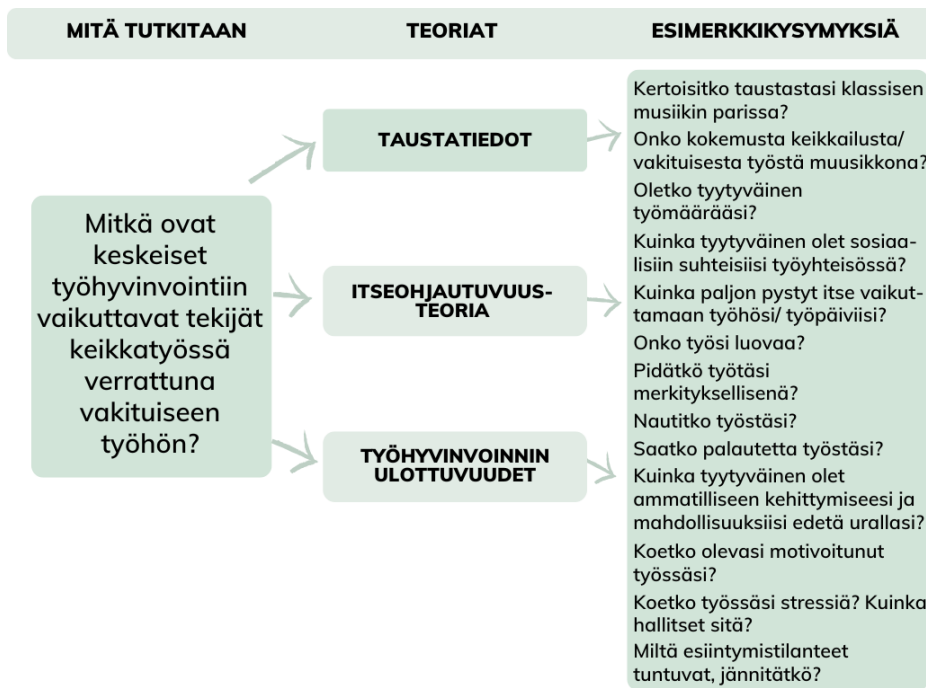 MITÄ TUTKITAAN
TEORIAT
ESIMERKKIKYSYMYKSIÄ
Mitkä ovat
keskeiset
työhyvinvointiin
vaikuttavat tekijät
keikkatyössä
verrattuna
vakituiseen
työhön?
TAUSTATIEDOT
ITSEOHJAUTUVUUS-
TEORIA
TYÖHYVINVOINNIN
ULOTTUVUUDET
Kertoisitko taustastasi klassisen
musiikin parissa?
Onko kokemusta keikkailusta/
vakituisesta työstä muusikkona?
Oletko tyytyväinen
työmäärääsi?
Kuinka tyytyväinen olet sosiaa-
lisiin suhteisiisi työyhteisössä?
Kuinka paljon pystyt itse vaikut-
tamaan työhösi/ työpäiviisi?
Onko työsi luovaa?
Pidätkö työtäsi
merkityksellisenä?
Nautitko työstäsi?
Saatko palautetta työstäsi?
Kuinka tyytyväinen olet
ammatilliseen kehittymiseesi ja
mahdollisuuksiisi edetä urallasi?
Koetko olevasi motivoitunut
työssäsi?
Koetko työssäsi stressiä? Kuinka
hallitset sitä?
Miltä esiintymistilanteet
tuntuvat, jännitätkö?